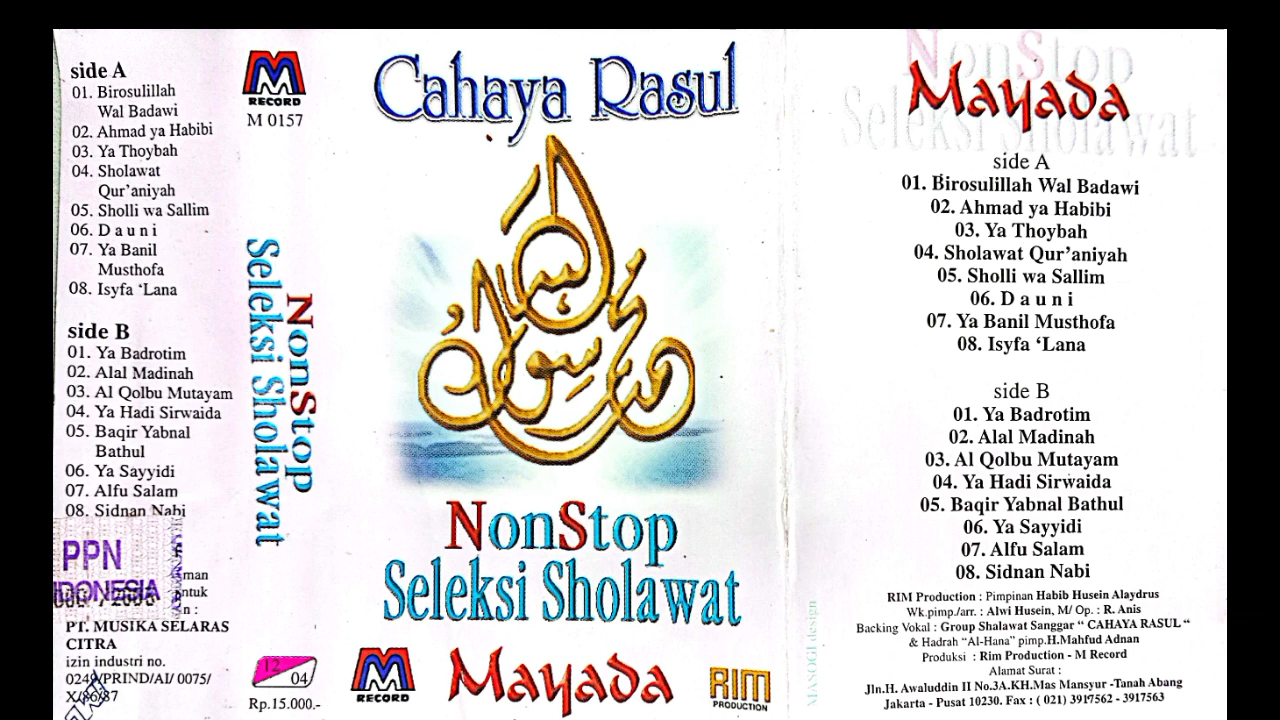 side A
01. Birosulillah
Wal Badawi
02. Ahmad ya Habibi
03. Ya Thoybah
04. Sholawat
Qur'aniyah
05. Sholli wa Sallim
06. D a u n i
07. Ya Banil
Musthofa
08. Isyfa ‘Lana
side B
01. Ya Badrotim
02. Alal Madinah
03. Al Qolbu Mutayam
04. Ya Hadi Sirwaida
05. Baqir Yabnal
Bathul
06. Ya Sayyidi
07. Alfu Salam
08. Sidnan Nabi
PPN
INDONESIA
PT. MUSIKA SELARAS
CITRA
izin industri no.
M
RECORD
M 0157
NonStop
Seleksi Sholawat
12
04
Rp.15.000.-
Cahaya Rasul
محمد رسول الله
NonStop
Seleksi Sholawat
M
RECORD
Mayada
RIM
PRODUCTION
NonStop
Seleksi Sholawat
Mayada
side A
01. Birosulillah Wal Badawi
02. Ahmad ya Habibi
03. Ya Thoybah
04. Sholawat Qur'aniyah
05. Sholli wa Sallim
06. D a u n i
07. Ya Banil Musthofa
08. Isyfa ‘Lana
side B
01. Ya Badrotim
02. Alal Madinah
03. Al Qolbu Mutayam
04. Ya Hadi Sirwaida
05. Baqir Yabnal Bathul
06. Ya Sayyidi
07. Alfu Salam
08. Sidnan Nabi
RIM Production : Pimpinan Habib Husein Alaydrus
Wk.pimp./arr. : Alwi Husein, M/ Op. : R. Anis
Backing Vokal : Group Shalawat Sanggar “ CAHAYA RASUL “
& Hadrah “Al-Hana” pimp.H.Mahfud Adnan
Produksi : Rim Production - M Record
Alamat Surat :
Jln.H. Awaluddin II No.3A.KH.Mas Mansyur -Tanah Abang
Jakarta - Pusat 10230. Fax : ( 021) 3917562 - 3917563
MASOGI design